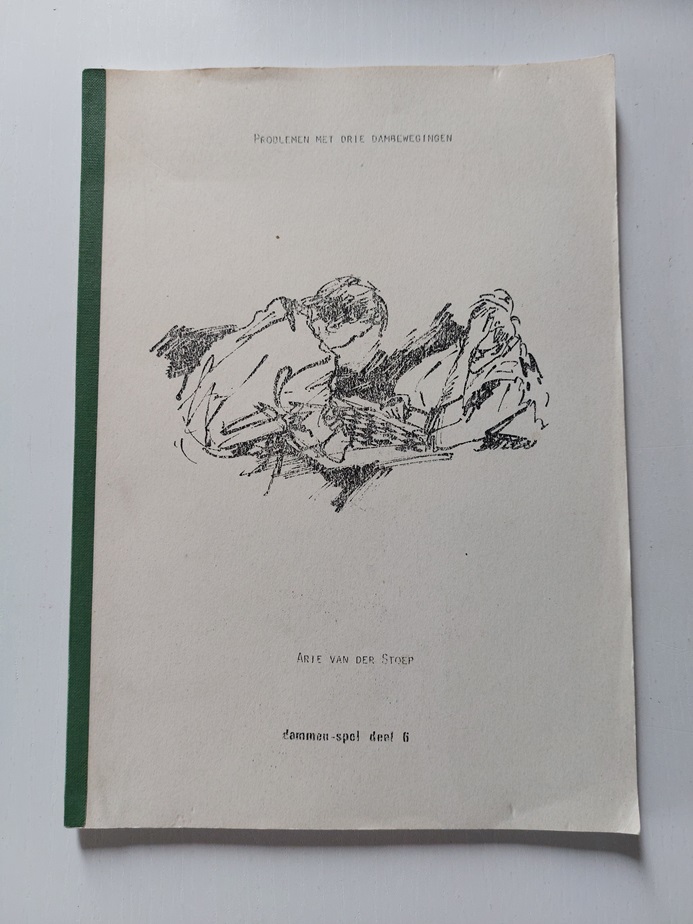 PROBLEMEN MET DRIE DAMBEWEGINGEN
ARIE VAN DER STOEP
dammen-spel deel 6